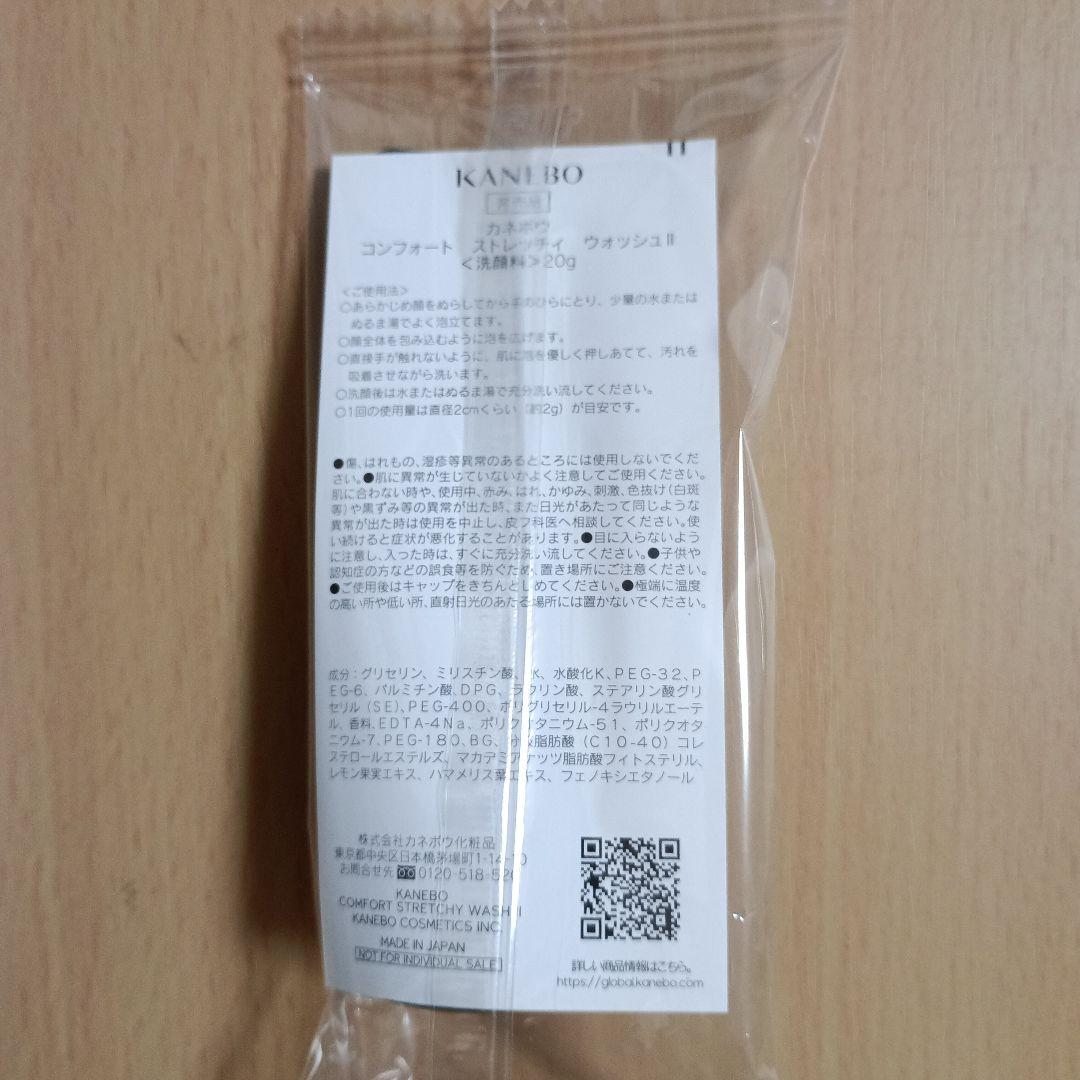 KANEBO
非売品
カネボウ
コンフォート ストレッチィ ウォッシュⅡ
<洗顔料>20g
<ご使用法>
○あらかじめ顔をぬらしてから手のひらにとり、少量の水または
ぬるま湯でよく泡立てます。
○顔全体を包み込むように泡を広げます。
○直接手が触れないように、肌に泡を優しく押しあてて、汚れを
吸着させながら洗います。
○洗顔後は水またはぬるま湯で充分洗い流してください。
○1回の使用量は直径2cmくらい(約2g)が目安です。
●傷、はれもの、湿疹等異常のあるところには使用しないでくだ
さい。●肌に異常が生じていないかよく注意してご使用ください。
肌に合わない時や、使用中、赤み、はれ、かゆみ、刺激、色抜け(白斑
等)や黒ずみ等の異常が出た時、また日光があたって同じような
異常が出た時は使用を中止し、皮フ科医へ相談してください。使
い続けると症状が悪化することがあります。●目に入らないよう
に注意し、入った時は、すぐに充分洗い流してください。●子供や
認知症の方などの誤食等を防ぐため、置き場所にご注意ください。
●ご使用後はキャップをきちんとしめてください。●極端に温度
の高い所や低い所、直射日光のあたる場所には置かないでください。
成分:グリセリン、ミリスチン酸、水、水酸化K、PEG-32、P
EG-6、パルミチン酸、DPG、ラウリン酸、ステアリン酸グリ
セリル(SE)、PEG-400、ポリグリセリル-4ラウリルエーテ
ル、香料、EDTA-4Na、ポリクオタニウム-51、ポリクオタ
ニウム-7、PEG-180、BG、分岐脂肪酸(C10-40)コレ
ステロールエステルズ、マカデミアナッツ脂肪酸フィトステリル、
レモン果実エキス、ハマメリス葉エキス、フェノキシエタノール
株式会社カネボウ化粧品
東京都中央区日本橋茅場町1-14-10
お問合せ先 0120-518-520
KANEBO
COMFORT STRETCHY WASH II
KANEBO COSMETICS INC.
MADE IN JAPAN
NOT FOR INDIVIDUAL SALE
詳しい商品情報はこちら。
https://global.kanebo.com